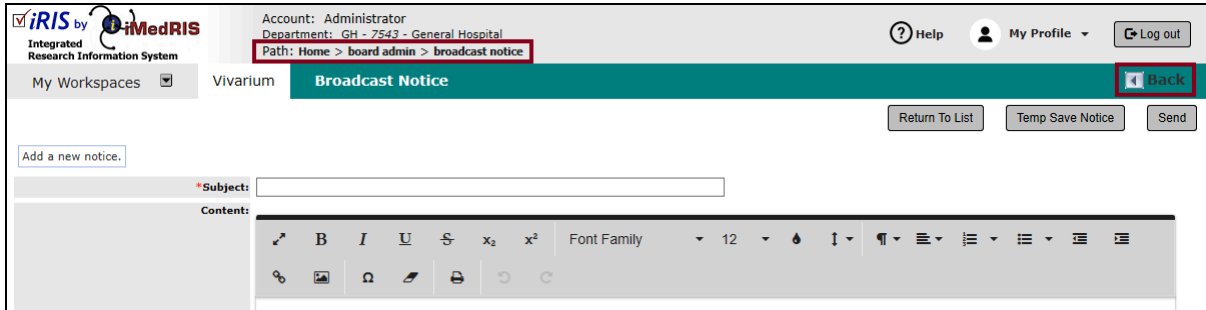 iRIS by iMedRIS
Integrated
Research Information System
Account: Administrator
Department: GH - 7543 - General Hospital
Path: Home > board admin > broadcast notice
? Help
My Profile
Log out
My Workspaces
Vivarium
Broadcast Notice
Back
Return To List
Temp Save Notice
Send
Add a new notice.
*Subject:
Content:
B I U S x₂ x² Font Family 12
Ω